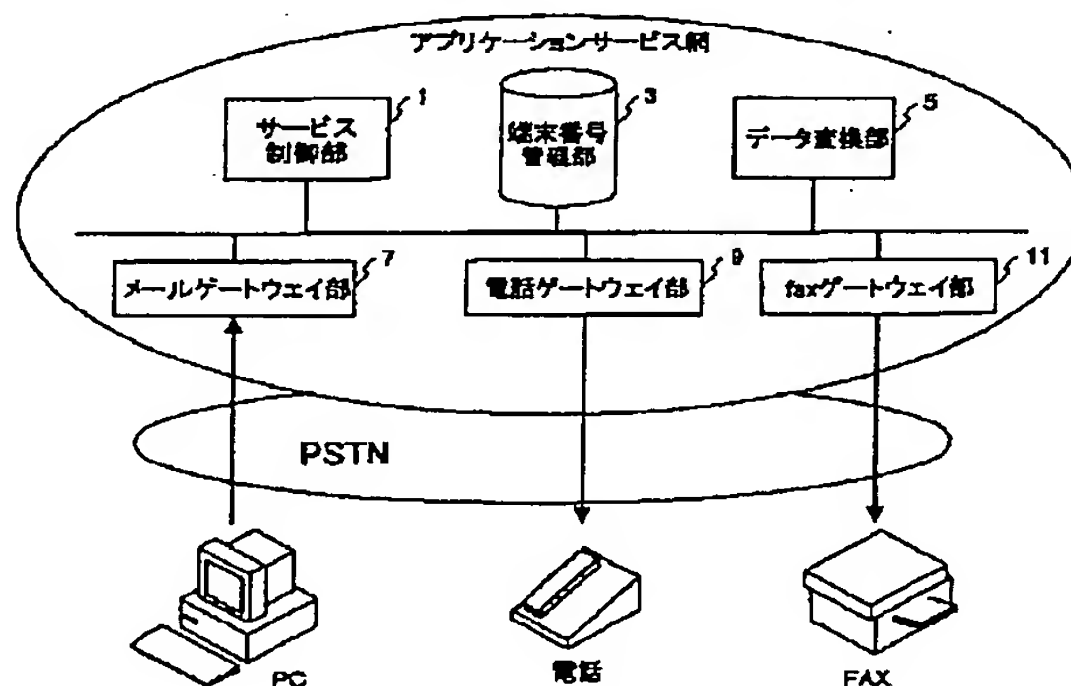 アプリケーションサービス網
1
サービス
制御部
3
端末番号
管理部
5
データ変換部
7
メールゲートウェイ部
9
電話ゲートウェイ部
11
faxゲートウェイ部
PSTN
PC
電話
FAX